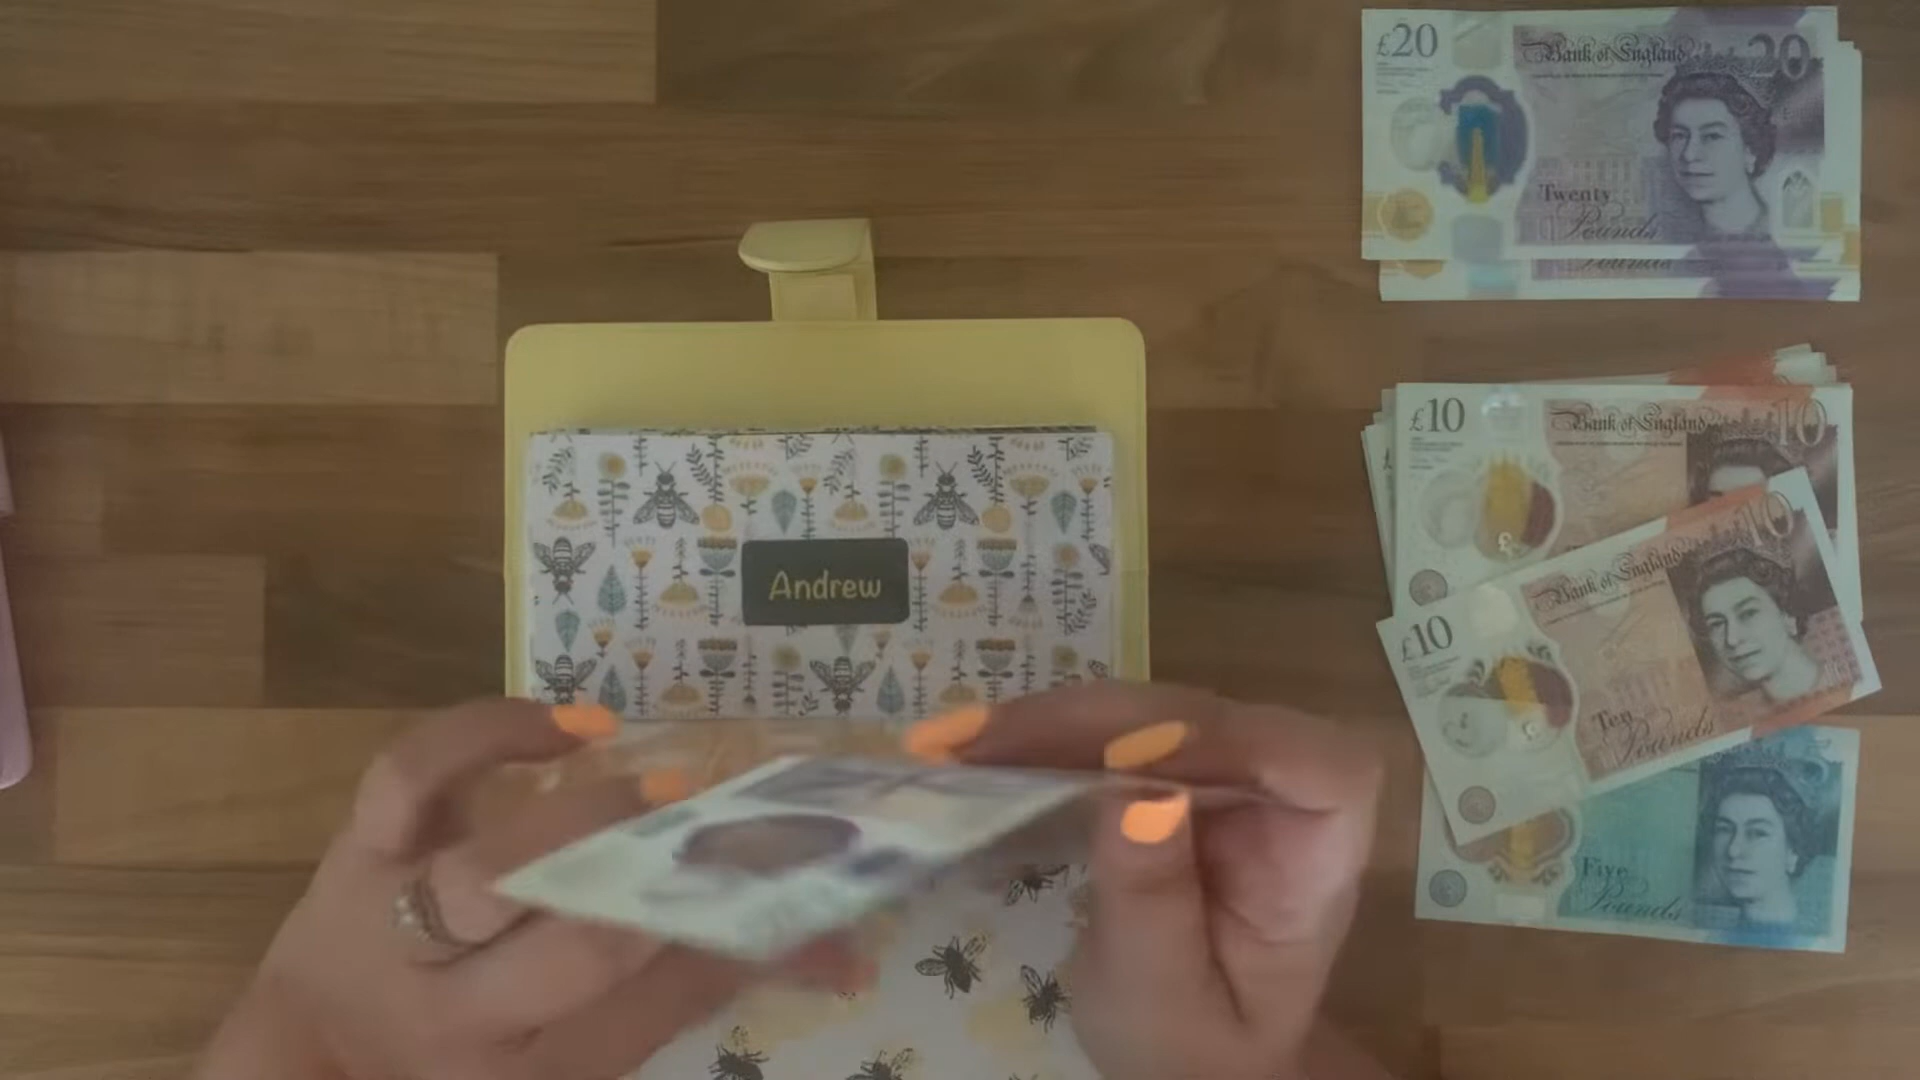 £20 Bank of England 20
Twenty
Pounds
Pounds
£10 Bank of England 10
£10 Bank of England 10
Ten
Pounds
Five
Pounds
Andrew